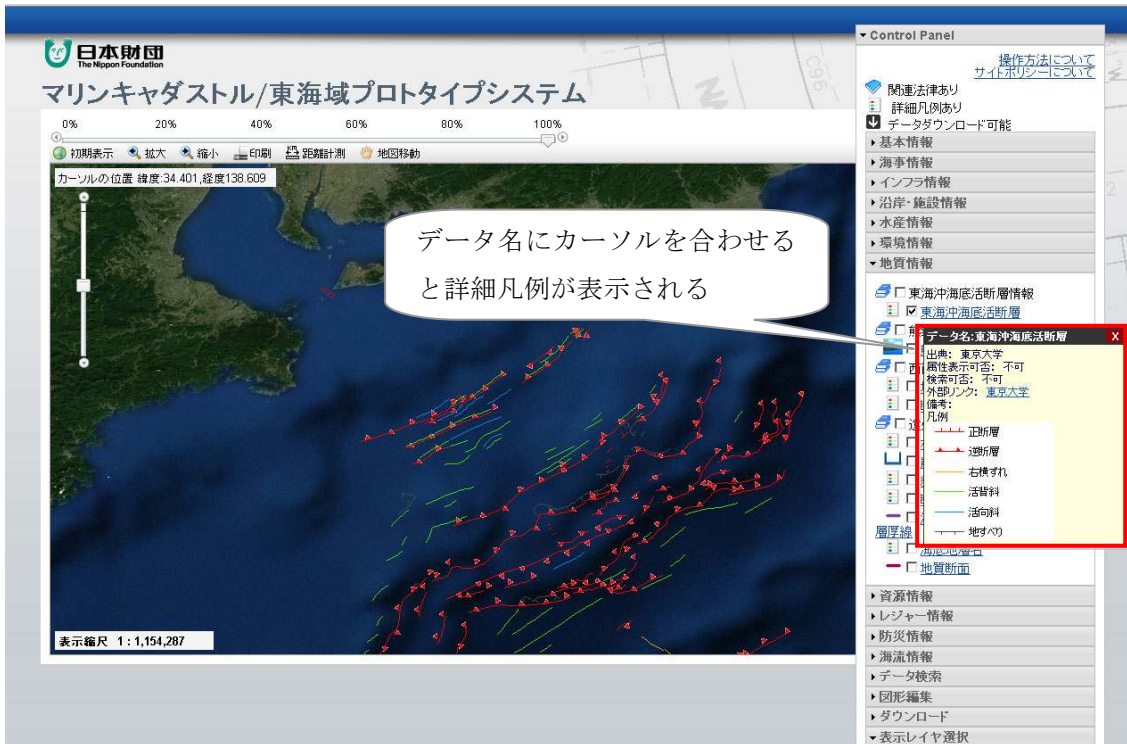 日本財団
The Nippon Foundation
マリンキャダストル/東海域プロトタイプシステム
0% 20% 40% 60% 80% 100%
初期表示 拡大 縮小 印刷 距離計測 地図移動
カーソルの位置 緯度:34.401,経度138.609
データ名にカーソルを合わせる
と詳細凡例が表示される
表示縮尺 1:1,154,287
Control Panel
操作方法について
サイトポリシーについて
関連法律あり
詳細凡例あり
データダウンロード可能
基本情報
海事情報
インフラ情報
沿岸・施設情報
水産情報
環境情報
地質情報
東海沖海底活断層情報
東海沖海底活断層
データ名:東海沖海底活断層 X
出典: 東京大学
属性表示可否: 不可
検索可否: 不可
外部リンク: 東京大学
備考:
凡例
正断層
逆断層
右横ずれ
活背斜
活向斜
地すべり
層厚線
海底地層名
地質断面
資源情報
レジャー情報
防災情報
海流情報
データ検索
図形編集
ダウンロード
表示レイヤ選択